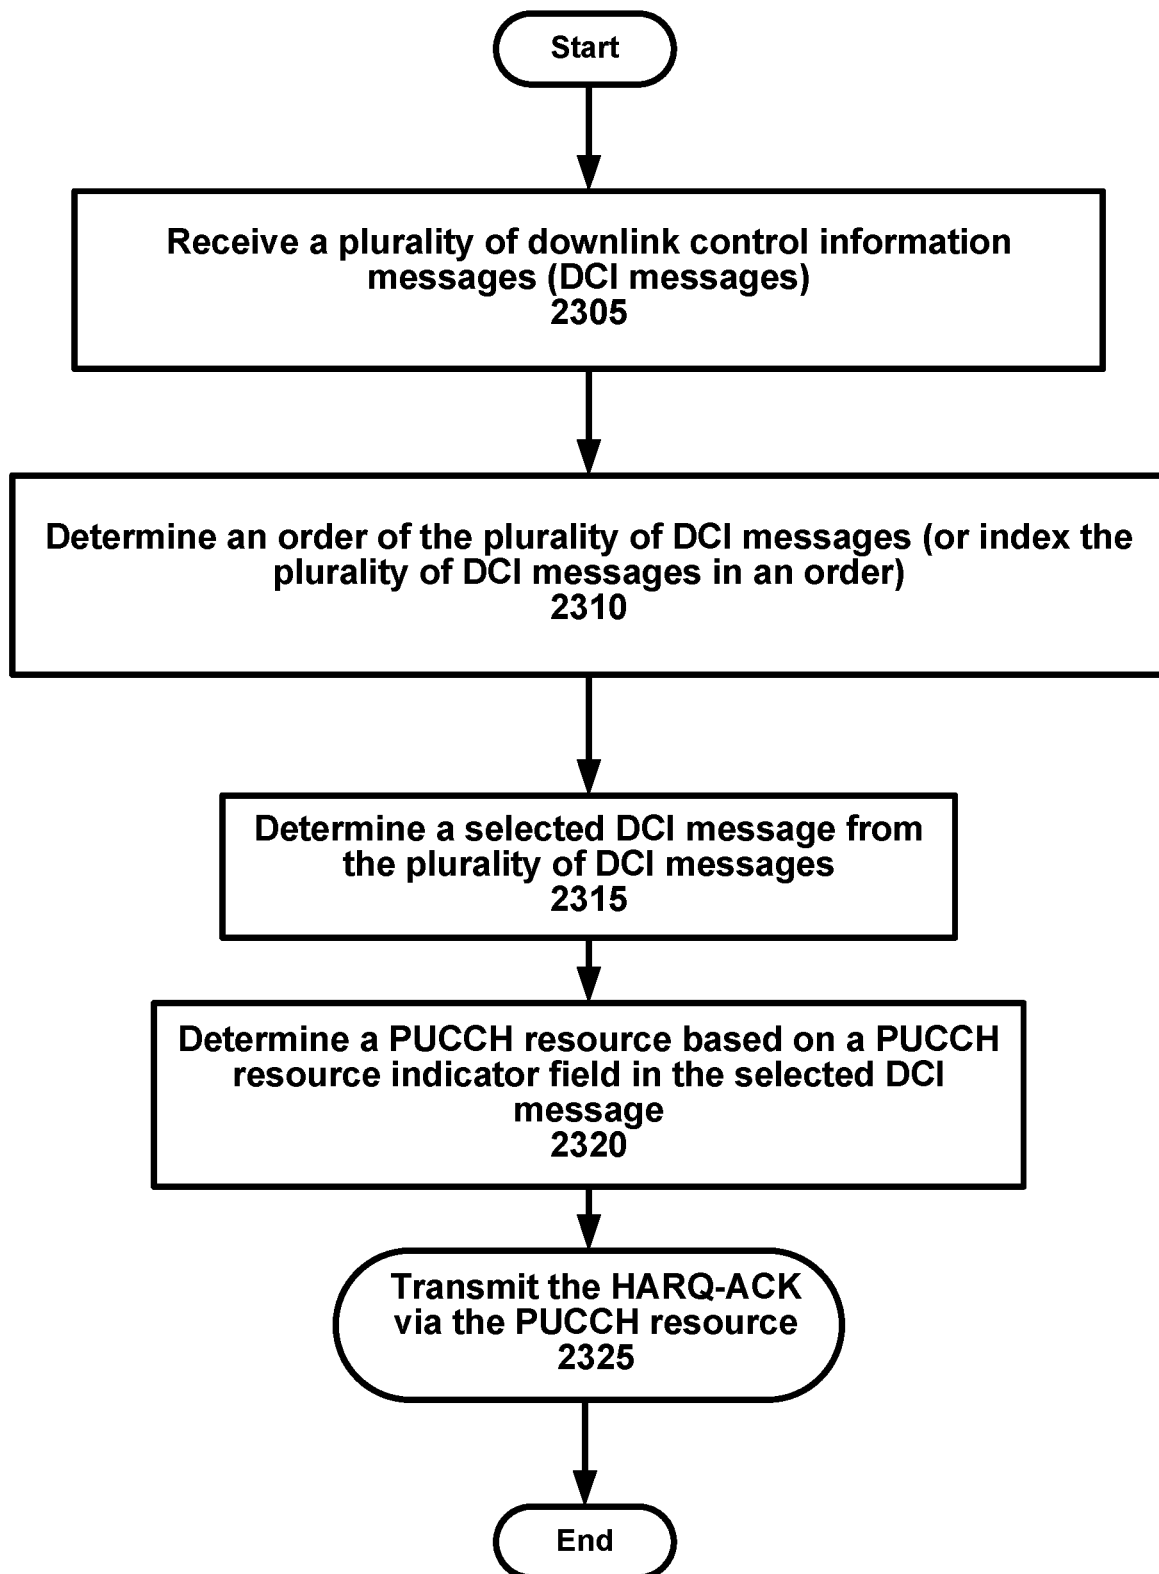 Start
Receive a plurality of downlink control information
messages (DCI messages)
2305
Determine an order of the plurality of DCI messages (or index the
plurality of DCI messages in an order)
2310
Determine a selected DCI message from
the plurality of DCI messages
2315
Determine a PUCCH resource based on a PUCCH
resource indicator field in the selected DCI
message
2320
Transmit the HARQ-ACK
via the PUCCH resource
2325
End